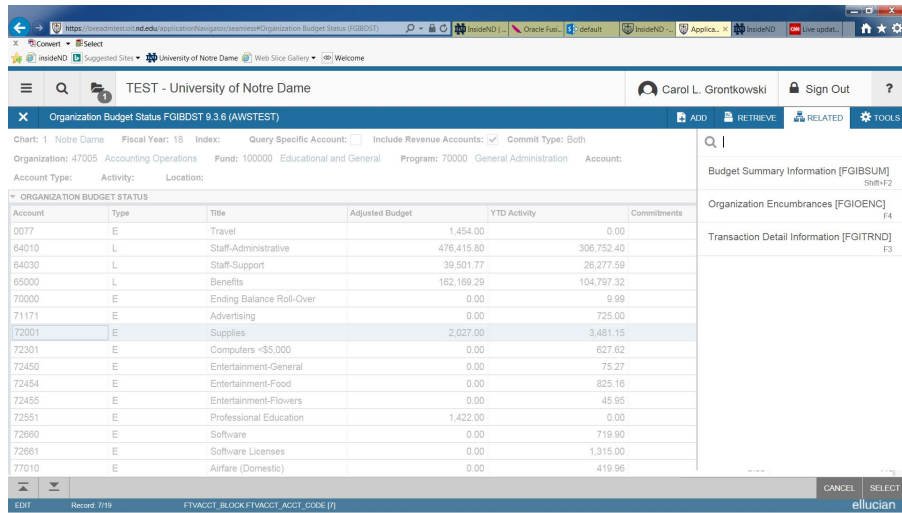 https://bxeadmtest.oit.nd.edu/applicationNavigator/seamless#Organization Budget Status (FGIBDST)
InsideND |... Oracle Fusi... default InsideND -... Applica... InsideND Live updat...
x Convert Select
insideND Suggested Sites University of Notre Dame Web Slice Gallery Welcome
1 TEST - University of Notre Dame Carol L. Grontkowski Sign Out ?
X Organization Budget Status FGIBDST 9.3.6 (AWSTEST) ADD RETRIEVE RELATED TOOLS
Chart: 1 Notre Dame Fiscal Year: 18 Index: Query Specific Account: Include Revenue Accounts: Commit Type: Both
Organization: 47005 Accounting Operations Fund: 100000 Educational and General Program: 70000 General Administration Account:
Account Type: Activity: Location:
ORGANIZATION BUDGET STATUS
Account Type Title Adjusted Budget YTD Activity Commitments
0077 E Travel 1,454.00 0.00
64010 L Staff-Administrative 476,415.80 306,752.40
64030 L Staff-Support 39,501.77 26,277.59
65000 L Benefits 162,169.29 104,797.32
70000 E Ending Balance Roll-Over 0.00 9.99
71171 E Advertising 0.00 725.00
72001 E Supplies 2,027.00 3,481.15
72301 E Computers <$5,000 0.00 627.62
72450 E Entertainment-General 0.00 75.27
72454 E Entertainment-Food 0.00 825.16
72455 E Entertainment-Flowers 0.00 45.95
72551 E Professional Education 1,422.00 0.00
72660 E Software 0.00 719.90
72661 E Software Licenses 0.00 1,315.00
77010 E Airfare (Domestic) 0.00 419.96
Budget Summary Information [FGIBSUM]
Shift+F2
Organization Encumbrances [FGIOENC]
F4
Transaction Detail Information [FGITRND]
F3
CANCEL SELECT
EDIT Record: 7/19 FTVACCT_BLOCK.FTVACCT_ACCT_CODE [7] ellucian